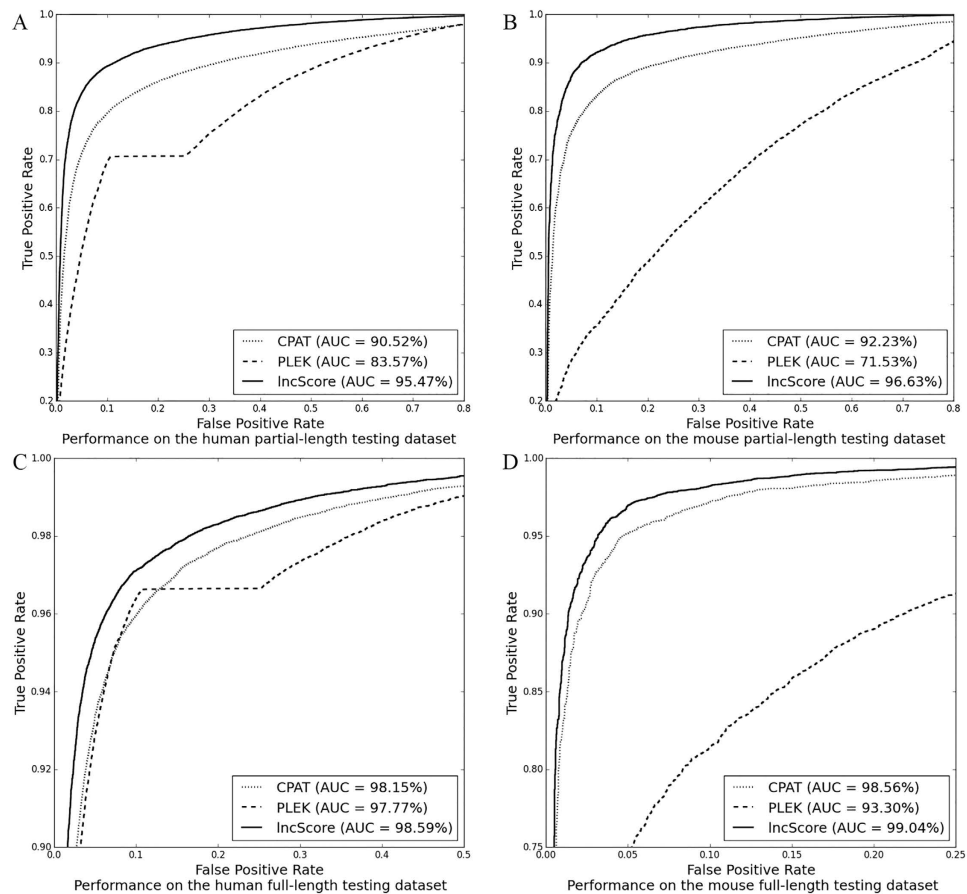 A
1.0
0.9
0.8
0.7
0.6
0.5
0.4
0.3
0.2
True Positive Rate
CPAT (AUC = 90.52%)
PLEK (AUC = 83.57%)
lncScore (AUC = 95.47%)
0.0 0.1 0.2 0.3 0.4 0.5 0.6 0.7 0.8
False Positive Rate
Performance on the human partial-length testing dataset
B
1.0
0.9
0.8
0.7
0.6
0.5
0.4
0.3
0.2
True Positive Rate
CPAT (AUC = 92.23%)
PLEK (AUC = 71.53%)
lncScore (AUC = 96.63%)
0.0 0.1 0.2 0.3 0.4 0.5 0.6 0.7 0.8
False Positive Rate
Performance on the mouse partial-length testing dataset
C
1.00
0.98
0.96
0.94
0.92
0.90
True Positive Rate
CPAT (AUC = 98.15%)
PLEK (AUC = 97.77%)
lncScore (AUC = 98.59%)
0.0 0.1 0.2 0.3 0.4 0.5
False Positive Rate
Performance on the human full-length testing dataset
D
1.00
0.95
0.90
0.85
0.80
0.75
True Positive Rate
CPAT (AUC = 98.56%)
PLEK (AUC = 93.30%)
lncScore (AUC = 99.04%)
0.00 0.05 0.10 0.15 0.20 0.25
False Positive Rate
Performance on the mouse full-length testing dataset